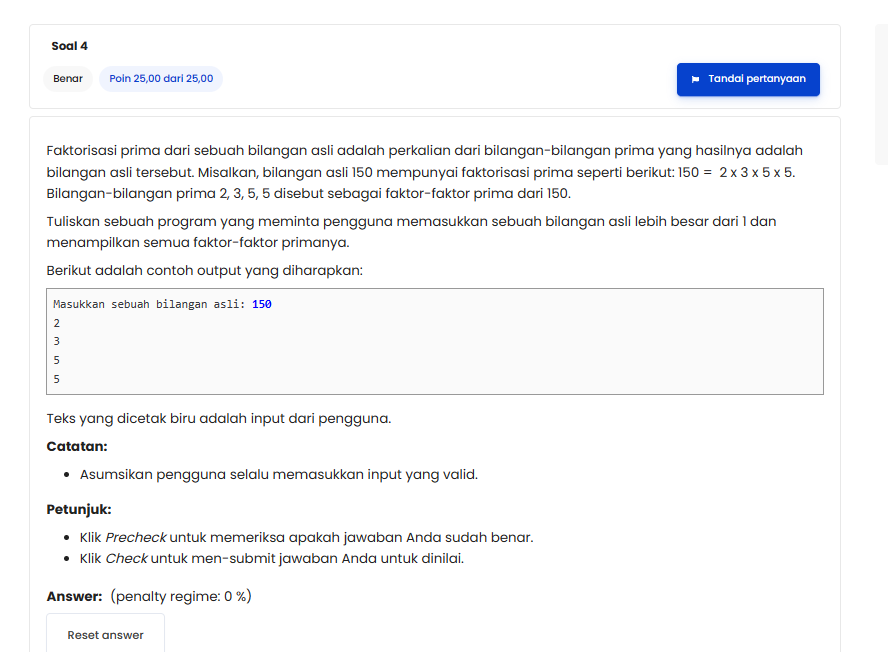 Soal 4
Benar
Poin 25,00 dari 25,00
Tandai pertanyaan
Faktorisasi prima dari sebuah bilangan asli adalah perkalian dari bilangan-bilangan prima yang hasilnya adalah
bilangan asli tersebut. Misalkan, bilangan asli 150 mempunyai faktorisasi prima seperti berikut: 150 = 2 x 3 x 5 x 5.
Bilangan-bilangan prima 2, 3, 5, 5 disebut sebagai faktor-faktor prima dari 150.
Tuliskan sebuah program yang meminta pengguna memasukkan sebuah bilangan asli lebih besar dari 1 dan
menampilkan semua faktor-faktor primanya.
Berikut adalah contoh output yang diharapkan:
Masukkan sebuah bilangan asli: 150
2
3
5
5
Teks yang dicetak biru adalah input dari pengguna.
Catatan:
• Asumsikan pengguna selalu memasukkan input yang valid.
Petunjuk:
• Klik Precheck untuk memeriksa apakah jawaban Anda sudah benar.
• Klik Check untuk men-submit jawaban Anda untuk dinilai.
Answer: (penalty regime: 0 %)
Reset answer